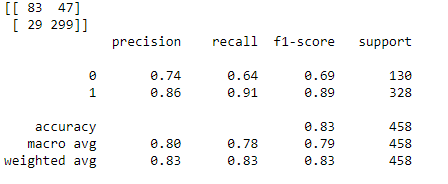 [[ 83 47]
[ 29 299]]
precision recall f1-score support
0 0.74 0.64 0.69 130
1 0.86 0.91 0.89 328
accuracy 0.83 458
macro avg 0.80 0.78 0.79 458
weighted avg 0.83 0.83 0.83 458